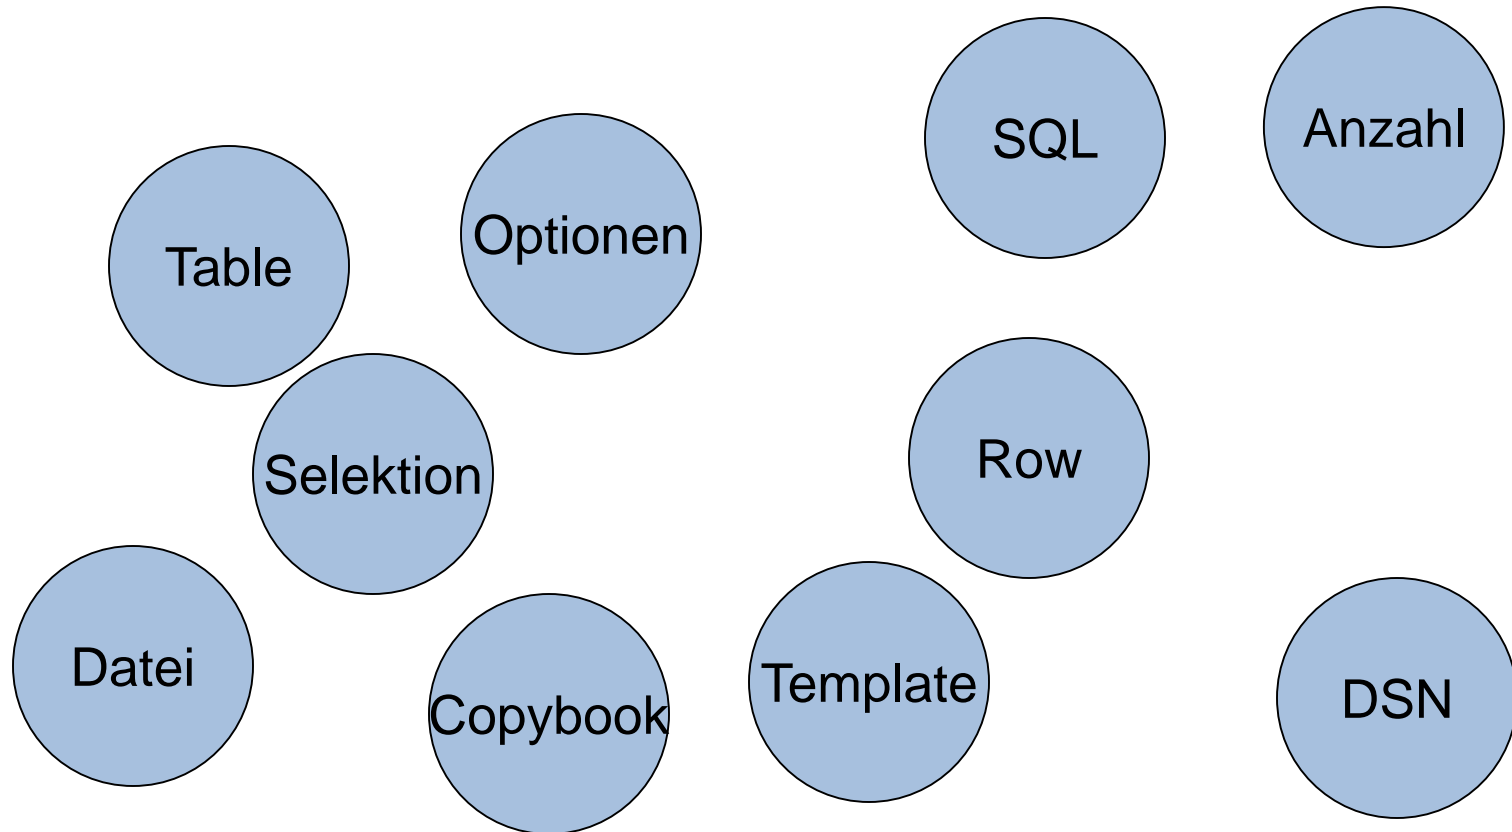 Anzahl
SQL
Optionen
Table
Row
Selektion
Datei
Template
DSN
Copybook